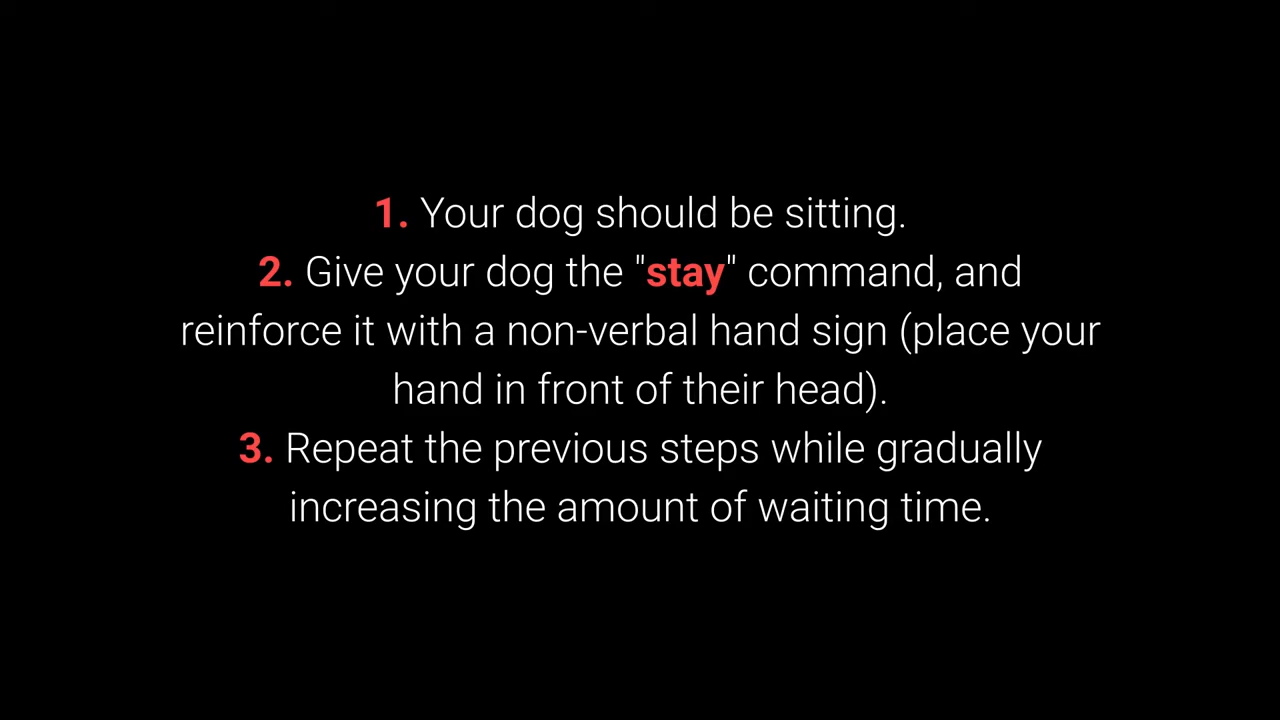 1. Your dog should be sitting.
2. Give your dog the "stay" command, and
reinforce it with a non-verbal hand sign (place your
hand in front of their head).
3. Repeat the previous steps while gradually
increasing the amount of waiting time.